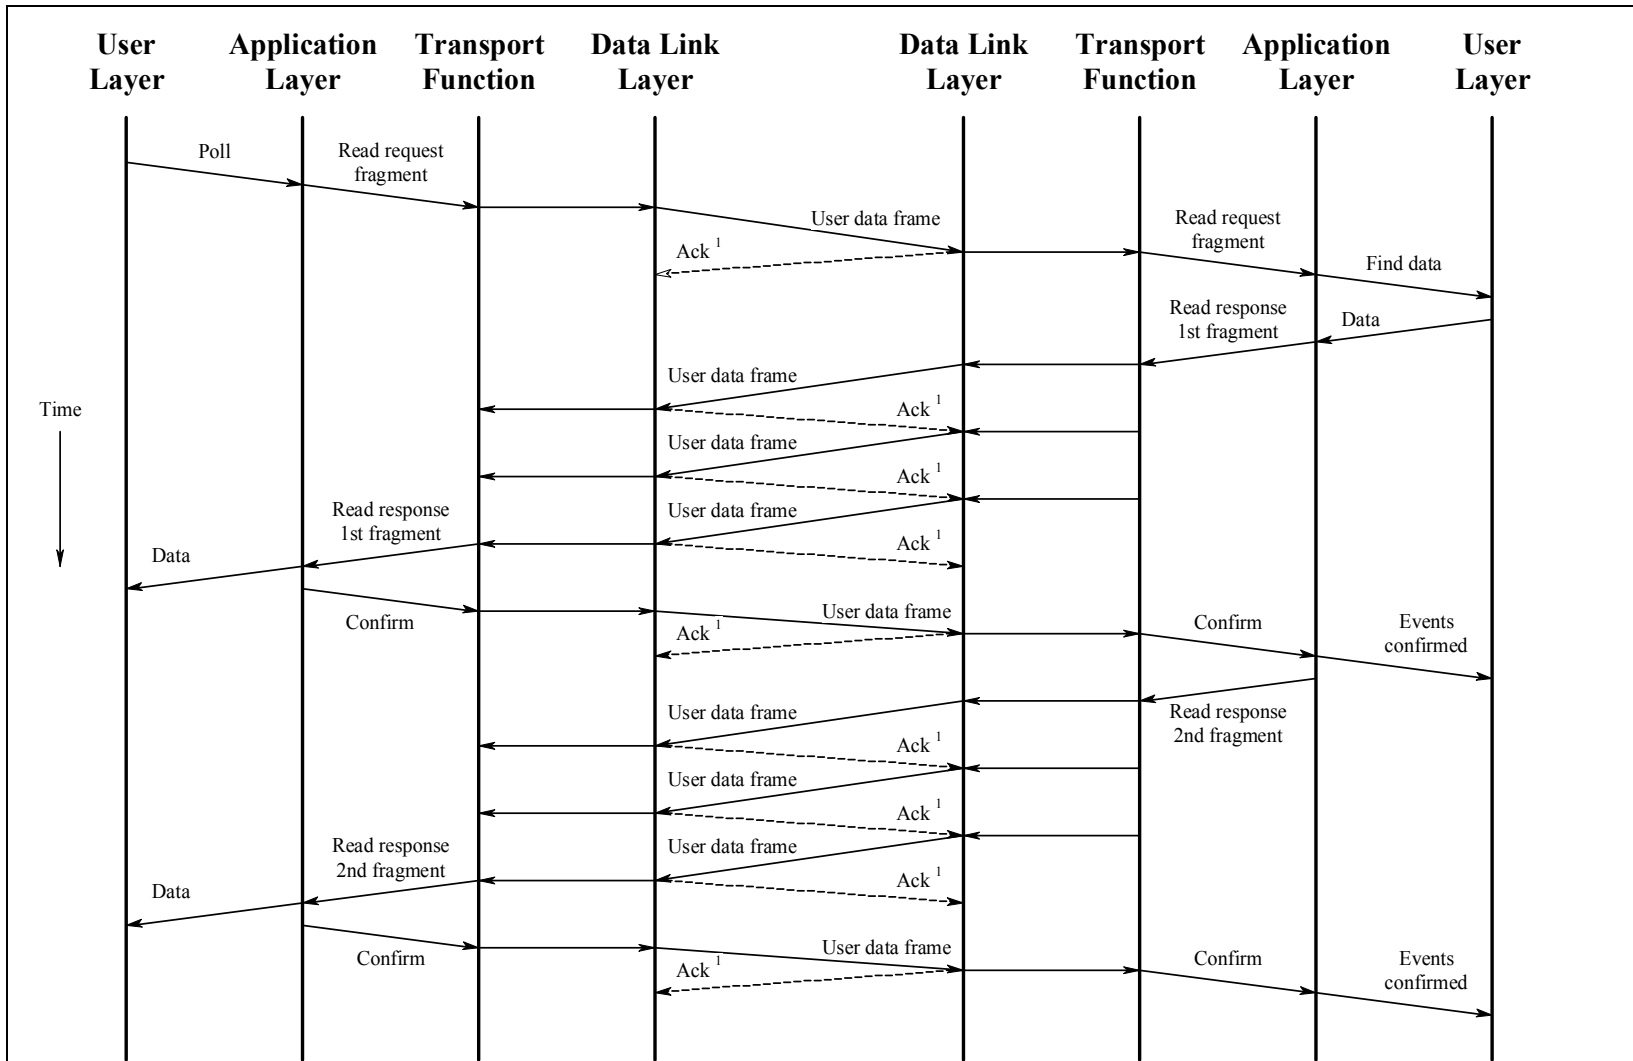 User Layer
Application Layer
Transport Function
Data Link Layer
Data Link Layer
Transport Function
Application Layer
User Layer
Poll
Read request
fragment
User data frame
Ack 1
Read request
fragment
Find data
Read response
1st fragment
Data
User data frame
Ack 1
Time
User data frame
Ack 1
User data frame
Read response
1st fragment
Ack 1
Data
Confirm
User data frame
Ack 1
Confirm
Events
confirmed
User data frame
Read response
2nd fragment
Ack 1
User data frame
Ack 1
User data frame
Read response
2nd fragment
Ack 1
Data
Confirm
User data frame
Ack 1
Confirm
Events
confirmed